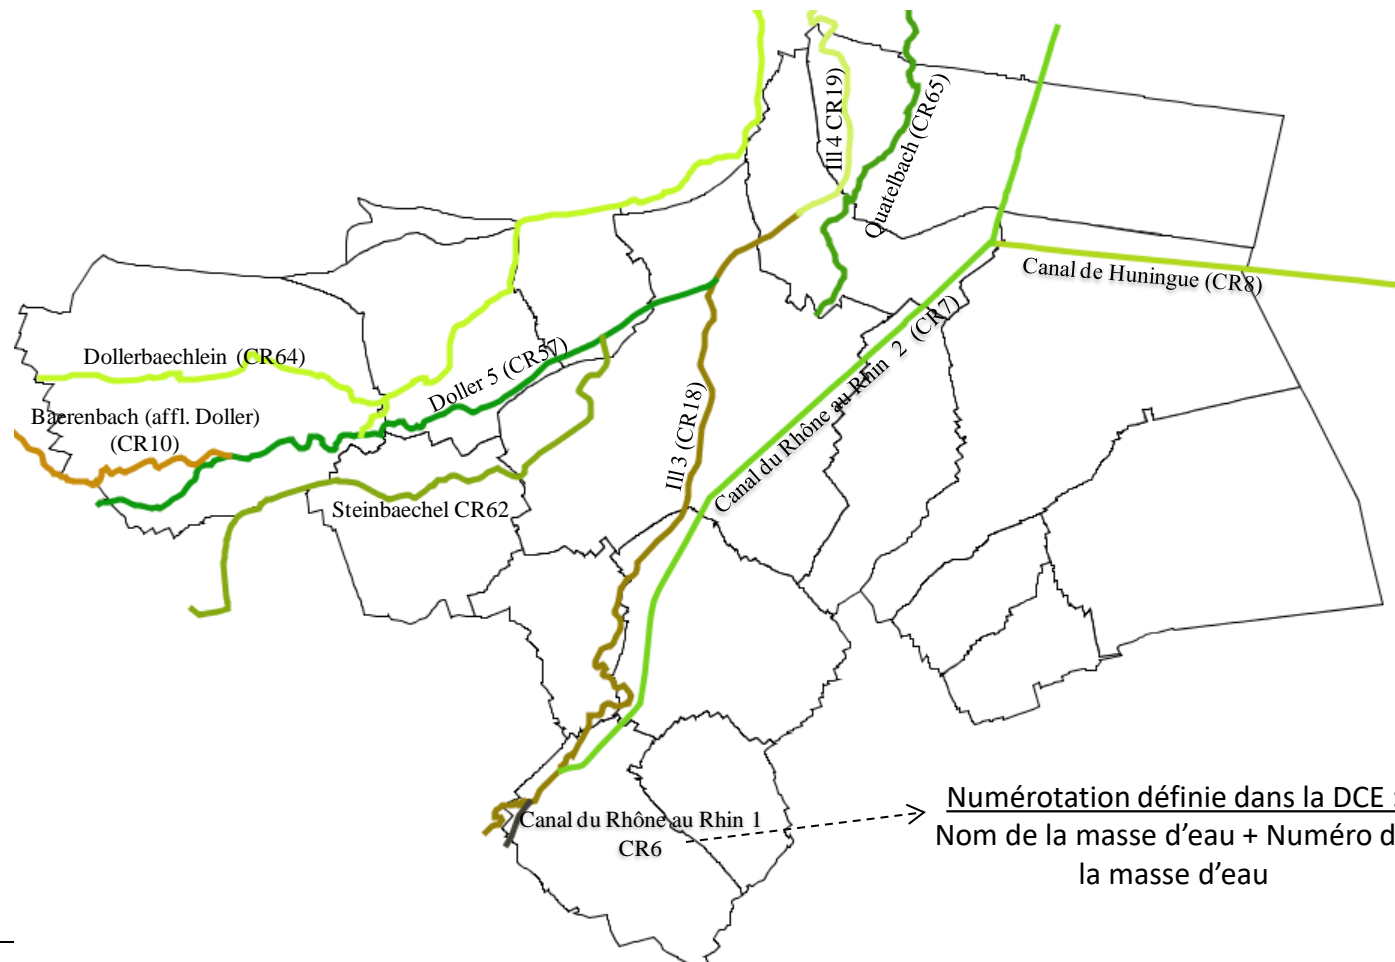 Ill 4 CR19)
Quatelbach (CR65)
Canal de Huningue (CR8)
Dollerbaechlein (CR64)
Doller 5 (CR57)
Baerenbach (affl. Doller)
(CR10)
Ill 3 (CR18)
Canal du Rhône au Rhin 2 (CR7)
Steinbaechel CR62
Canal du Rhône au Rhin 1
CR6
Numérotation définie dans la DCE :
Nom de la masse d’eau + Numéro d
la masse d’eau